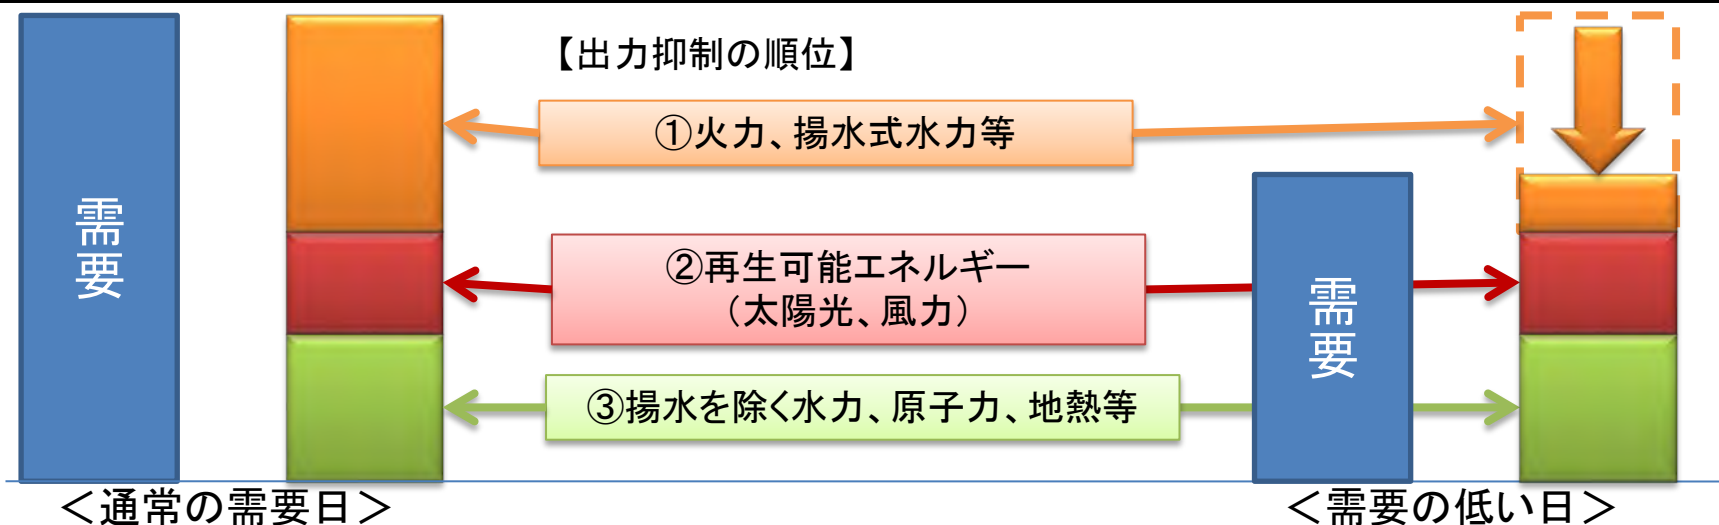 【出力抑制の順位】
①火力、揚水式水力等
需要
②再生可能エネルギー
（太陽光、風力）
需要
③揚水を除く水力、原子力、地熱等
＜通常の需要日＞
＜需要の低い日＞